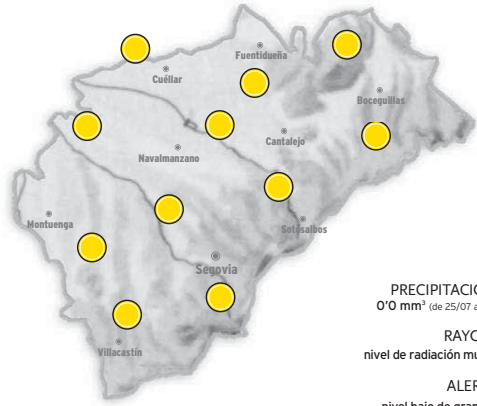 Fuentidueña
Cuéllar
Boceguillas
Cantalejo
Navalmanzano
Montuenga
Sotosalbos
Segovia
PRECIPITACIO
0'0 mm³ (de 25/07 a
RAYO
nivel de radiación mu
ALER
nivel bajo de gran
Villacastín